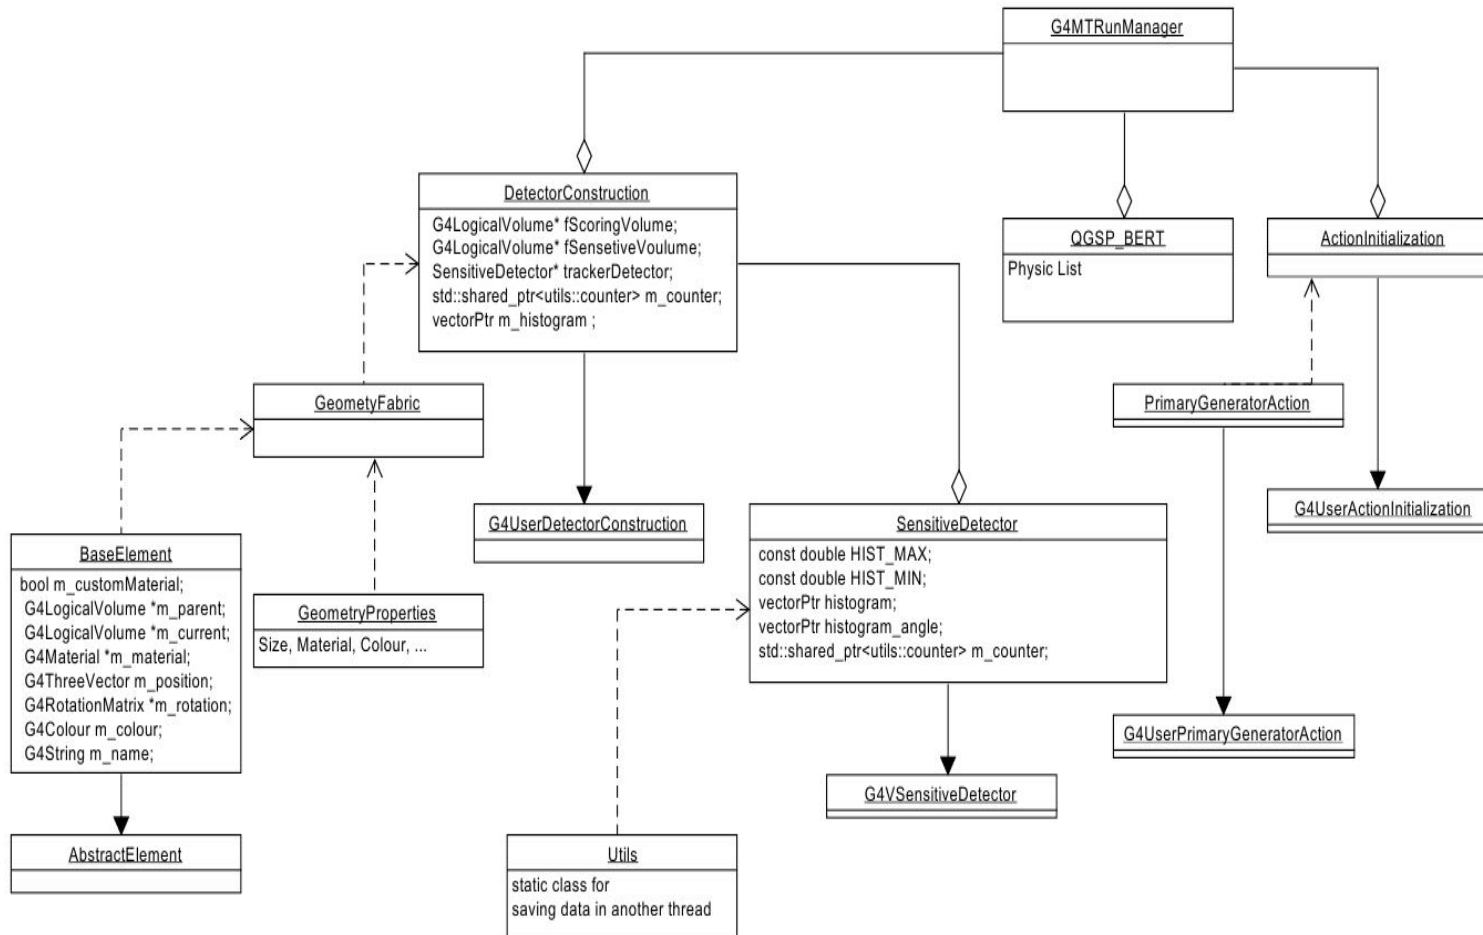 G4MTRunManager
DetectorConstruction
G4LogicalVolume* fScoringVolume;
G4LogicalVolume* fSensetiveVoulume;
SensitiveDetector* trackerDetector;
std::shared_ptr<utils::counter> m_counter;
vectorPtr m_histogram ;
QGSP_BERT
Physic List
ActionInitialization
GeometyFabric
PrimaryGeneratorAction
G4UserDetectorConstruction
G4UserActionInitialization
SensitiveDetector
const double HIST_MAX;
const double HIST_MIN;
vectorPtr histogram;
vectorPtr histogram_angle;
std::shared_ptr<utils::counter> m_counter;
BaseElement
bool m_customMaterial;
G4LogicalVolume *m_parent;
G4LogicalVolume *m_current;
G4Material *m_material;
G4ThreeVector m_position;
G4RotationMatrix *m_rotation;
G4Colour m_colour;
G4String m_name;
GeometryProperties
Size, Material, Colour, ...
G4UserPrimaryGeneratorAction
G4VSensitiveDetector
AbstractElement
Utils
static class for
saving data in another thread